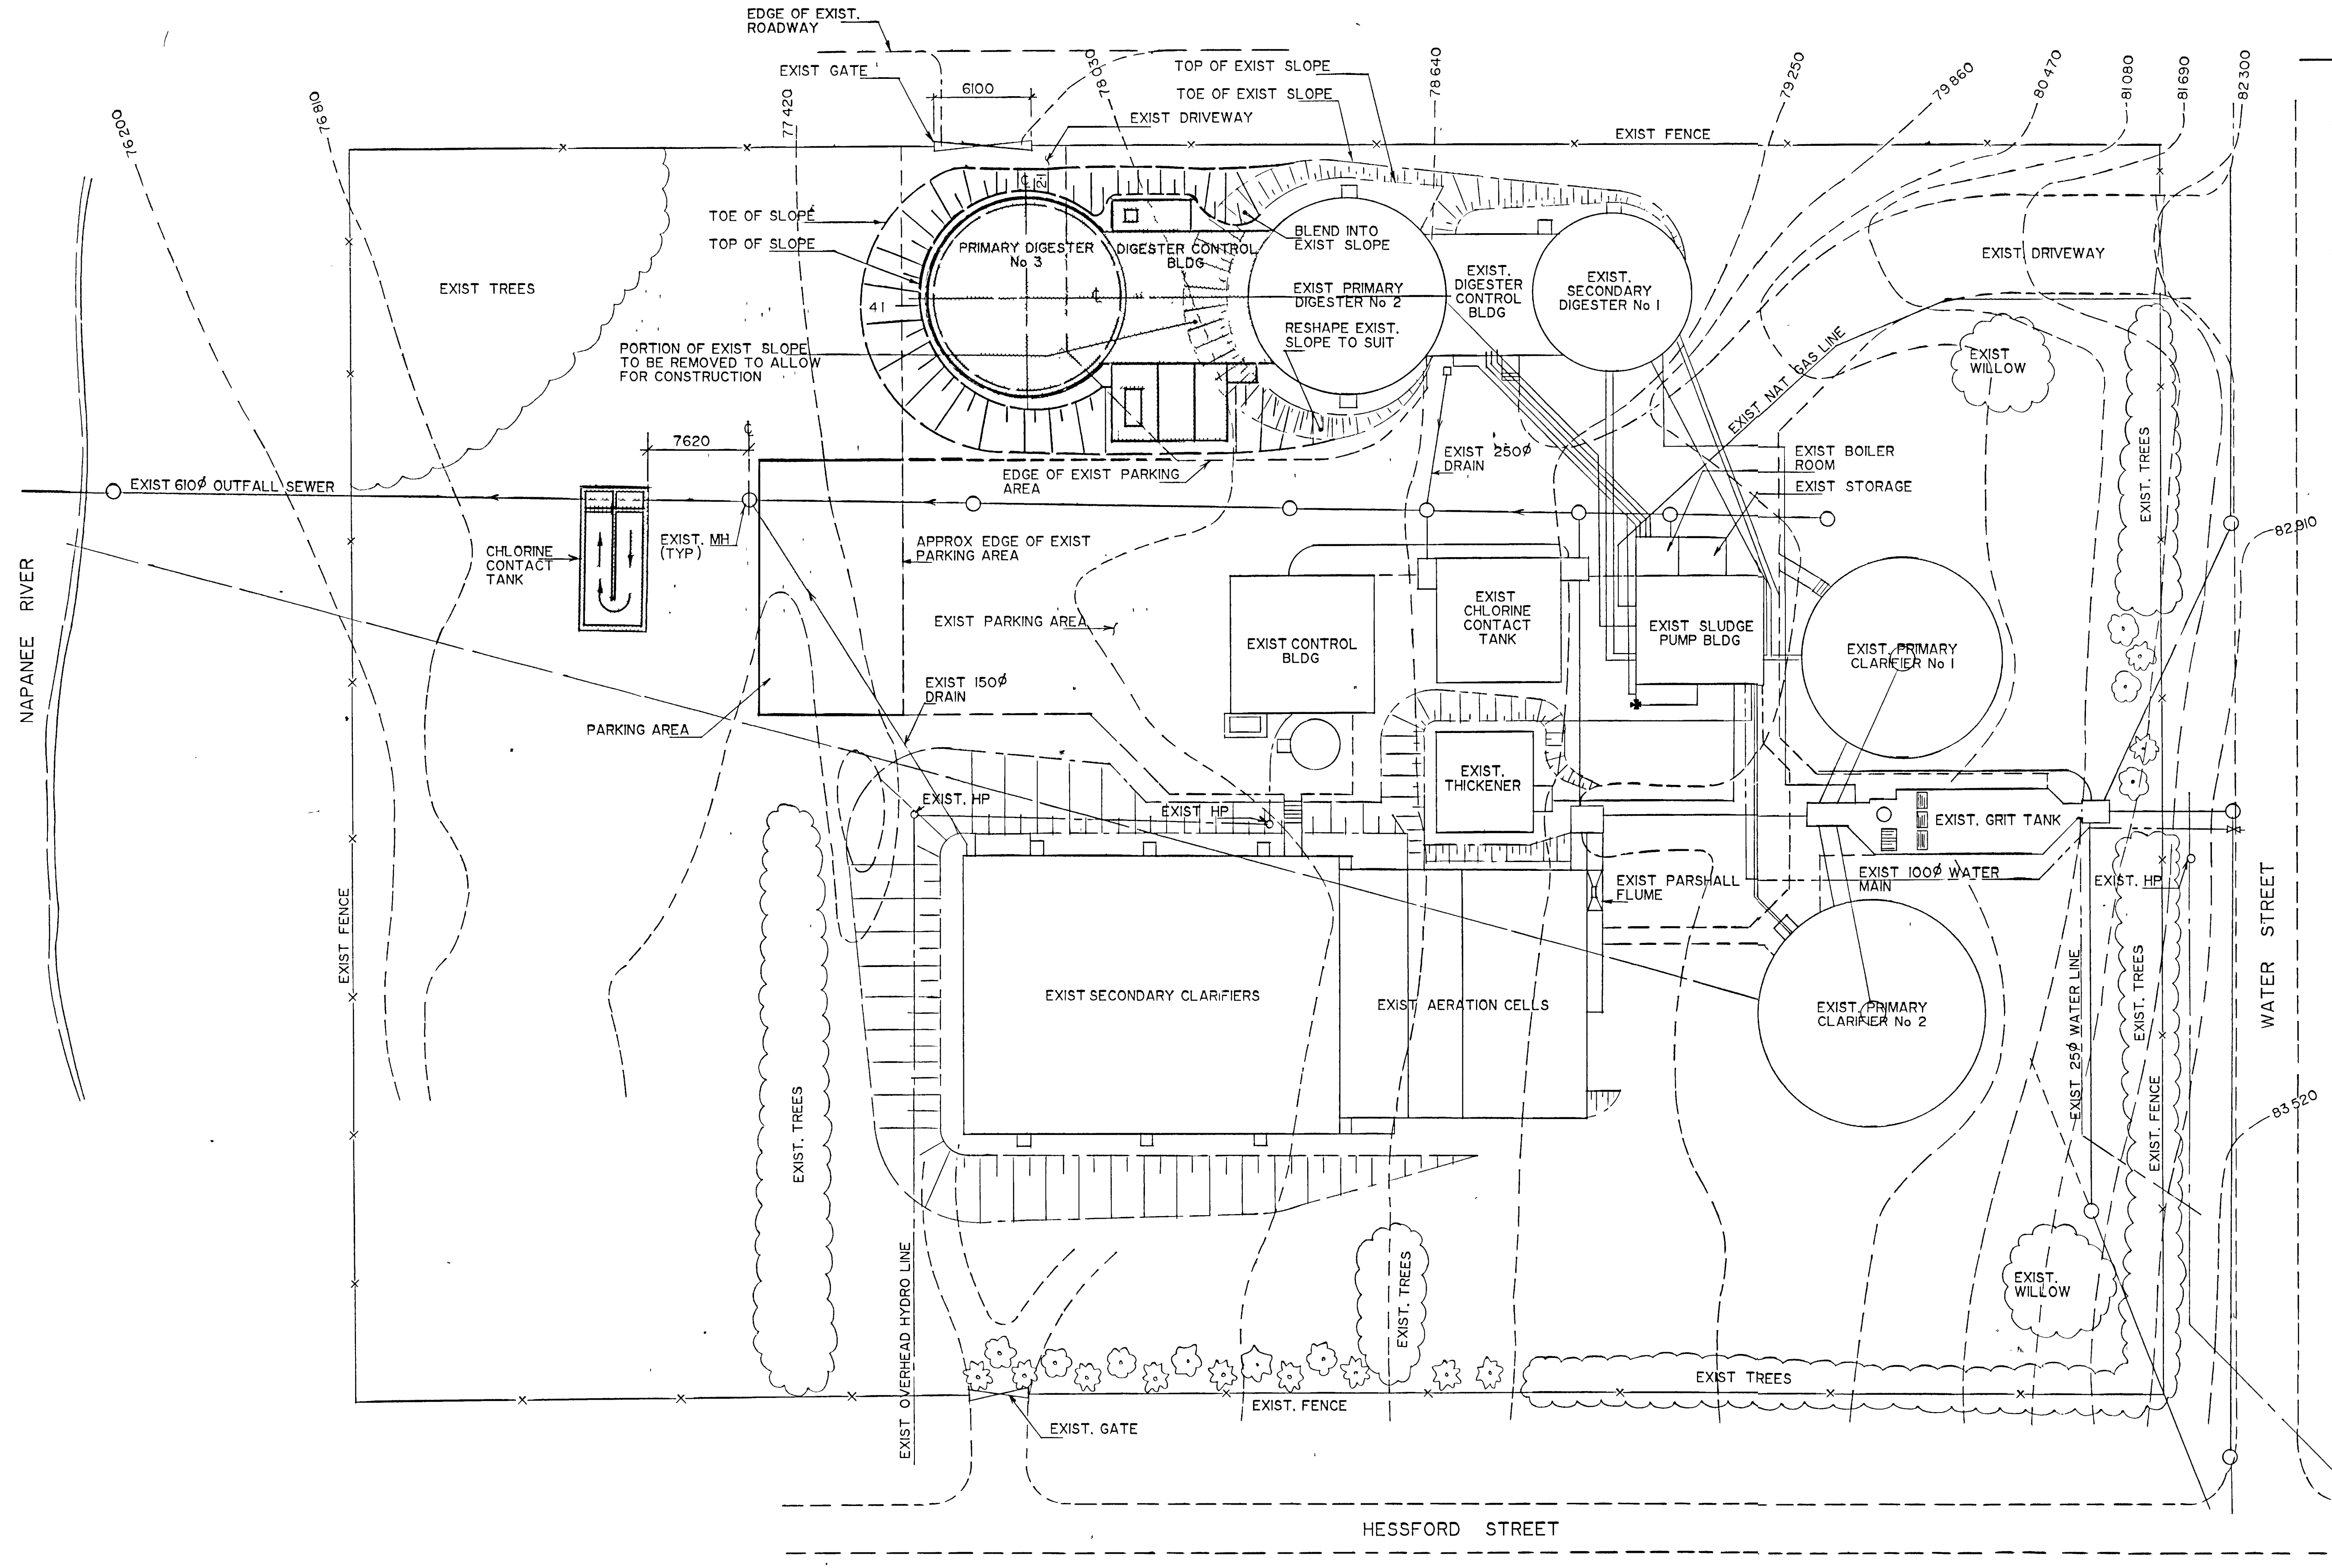 EDGE OF EXIST.
ROADWAY
EXIST GATE
6100
76200
76810
77420
78030
TOP OF EXIST SLOPE
TOE OF EXIST SLOPE
EXIST DRIVEWAY
78640
79250
79860
80470
81080
81690
82300
EXIST FENCE
TOE OF SLOPE
TOP OF SLOPE
2:1
PRIMARY DIGESTER
No 3
DIGESTER CONTROL
BLDG
BLEND INTO
EXIST SLOPE
EXIST PRIMARY
DIGESTER No 2
EXIST.
DIGESTER
CONTROL
BLDG
EXIST.
SECONDARY
DIGESTER No 1
EXIST DRIVEWAY
EXIST TREES
41
RESHAPE EXIST.
SLOPE TO SUIT
PORTION OF EXIST SLOPE
TO BE REMOVED TO ALLOW
FOR CONSTRUCTION
EXIST NAT. GAS LINE
EXIST
WILLOW
7620
EXIST 250Ø
DRAIN
EXIST BOILER
ROOM
EXIST STORAGE
EXIST. TREES
EDGE OF EXIST PARKING
AREA
EXIST 610Ø OUTFALL SEWER
82910
EXIST. MH
(TYP)
CHLORINE
CONTACT
TANK
APPROX EDGE OF EXIST
PARKING AREA
NAPANEE RIVER
EXIST PARKING AREA
EXIST CONTROL
BLDG
EXIST
CHLORINE
CONTACT
TANK
EXIST SLUDGE
PUMP BLDG
EXIST. PRIMARY
CLARIFIER No 1
EXIST 150Ø
DRAIN
PARKING AREA
EXIST.
THICKENER
EXIST. HP
EXIST HP
EXIST. GRIT TANK
EXIST 100Ø WATER
MAIN
EXIST. HP
EXIST PARSHALL
FLUME
EXIST FENCE
WATER STREET
EXIST SECONDARY CLARIFIERS
EXIST AERATION CELLS
EXIST. PRIMARY
CLARIFIER No 2
EXIST 25Ø WATER LINE
EXIST. TREES
EXIST. FENCE
83520
EXIST. TREES
EXIST OVERHEAD HYDRO LINE
EXIST. TREES
EXIST.
WILLOW
EXIST TREES
EXIST. FENCE
EXIST. GATE
HESSFORD STREET